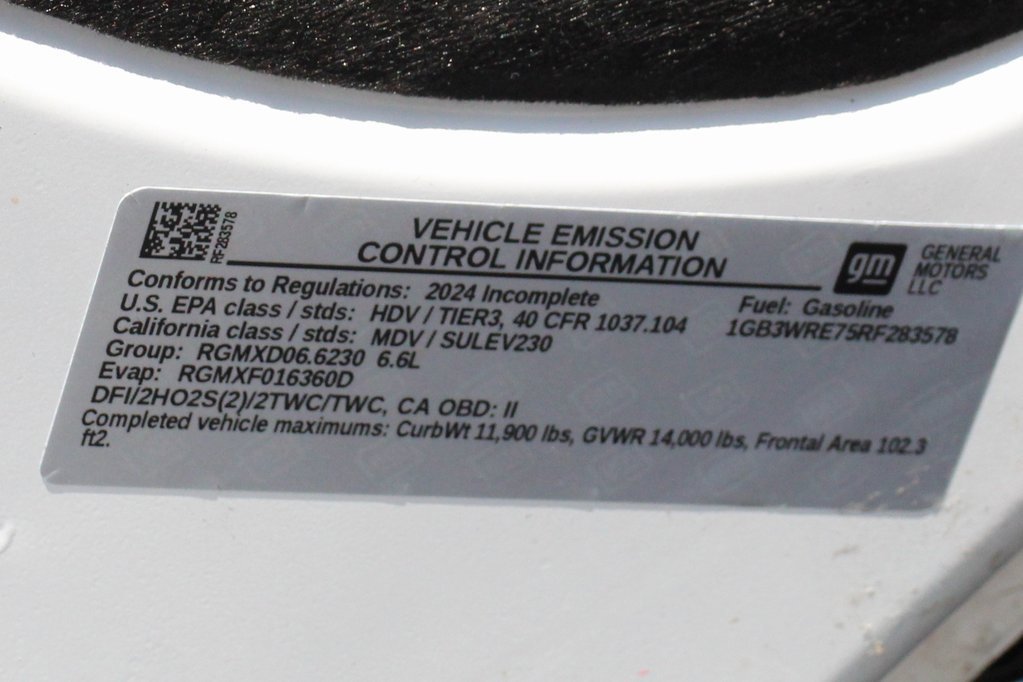 RF283578
VEHICLE EMISSION
CONTROL INFORMATION
gm
GENERAL
MOTORS
LLC
Conforms to Regulations: 2024 Incomplete
Fuel: Gasoline
U.S. EPA class / stds: HDV / TIER3, 40 CFR 1037.104
1GB3WRE75RF283578
California class / stds: MDV / SULEV230
Group: RGMXD06.6230 6.6L
Evap: RGMXF016360D
DFI/2HO2S(2)/2TWC/TWC, CA OBD: II
Completed vehicle maximums: CurbWt 11,900 lbs, GVWR 14,000 lbs, Frontal Area 102.3
ft2.